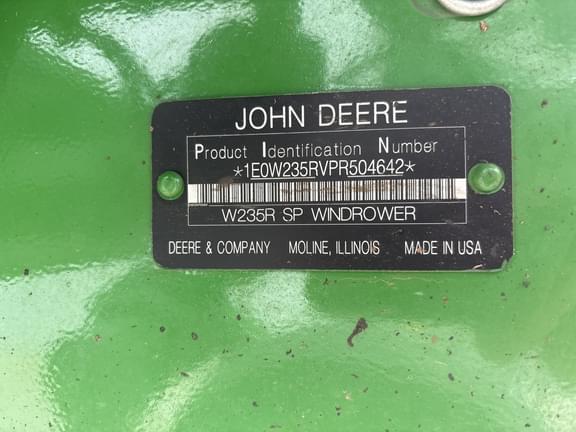 JOHN DEERE
Product Identification Number
*1E0W235RVPR504642*
W235R SP WINDROWER
DEERE & COMPANY MOLINE, ILLINOIS MADE IN USA